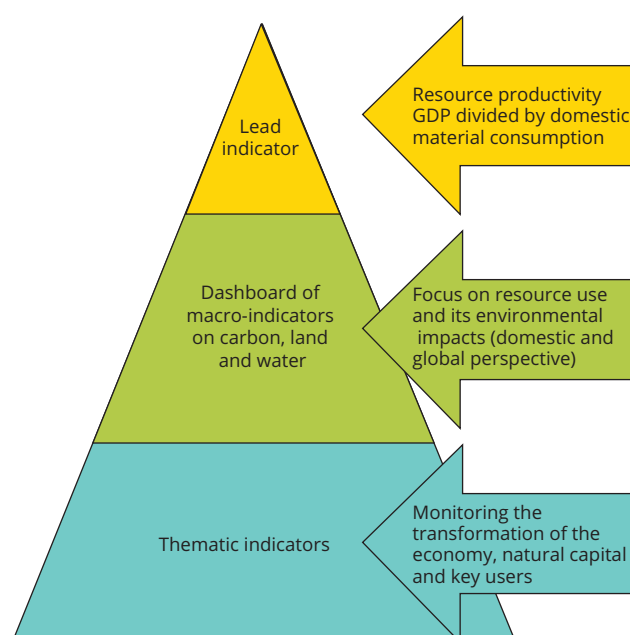 Lead
indicator
Resource productivity
GDP divided by domestic
material consumption
Dashboard of
macro-indicators
on carbon, land
and water
Focus on resource use
and its environmental
impacts (domestic and
global perspective)
Thematic indicators
Monitoring the
transformation of the
economy, natural capital
and key users